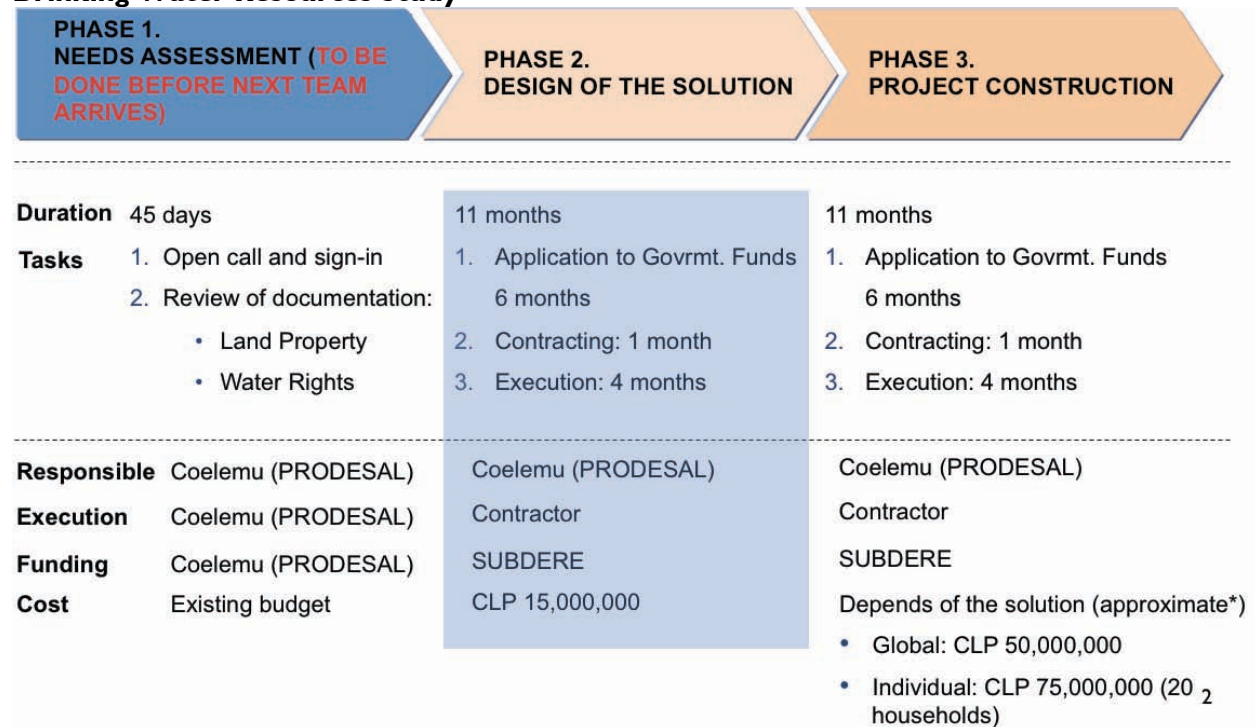 Drinking Water Resources Study
PHASE 1.
NEEDS ASSESSMENT (TO BE
DONE BEFORE NEXT TEAM
ARRIVES)
PHASE 2.
DESIGN OF THE SOLUTION
PHASE 3.
PROJECT CONSTRUCTION
Duration 45 days
11 months
11 months
Tasks
1. Open call and sign-in
2. Review of documentation:
• Land Property
• Water Rights
1. Application to Govrmt. Funds
6 months
2. Contracting: 1 month
3. Execution: 4 months
1. Application to Govrmt. Funds
6 months
2. Contracting: 1 month
3. Execution: 4 months
Responsible Coelemu (PRODESAL)
Coelemu (PRODESAL)
Coelemu (PRODESAL)
Execution Coelemu (PRODESAL)
Contractor
Contractor
Funding Coelemu (PRODESAL)
SUBDERE
SUBDERE
Cost Existing budget
CLP 15,000,000
Depends of the solution (approximate*)
• Global: CLP 50,000,000
• Individual: CLP 75,000,000 (20
households)
2